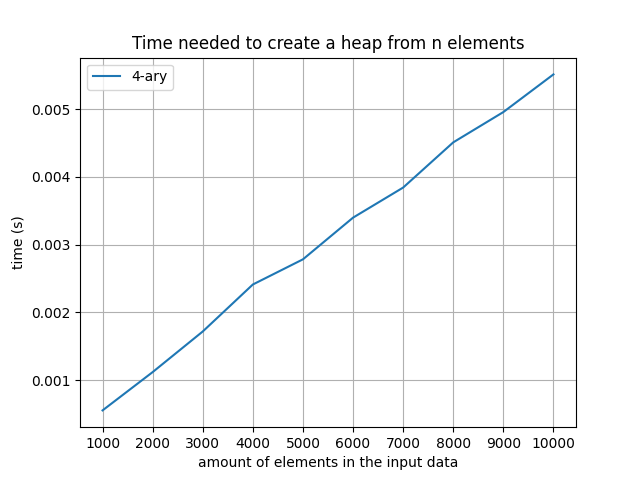 Time needed to create a heap from n elements
4-ary
0.005
0.004
0.003
0.002
0.001
time (s)
1000 2000 3000 4000 5000 6000 7000 8000 9000 10000
amount of elements in the input data